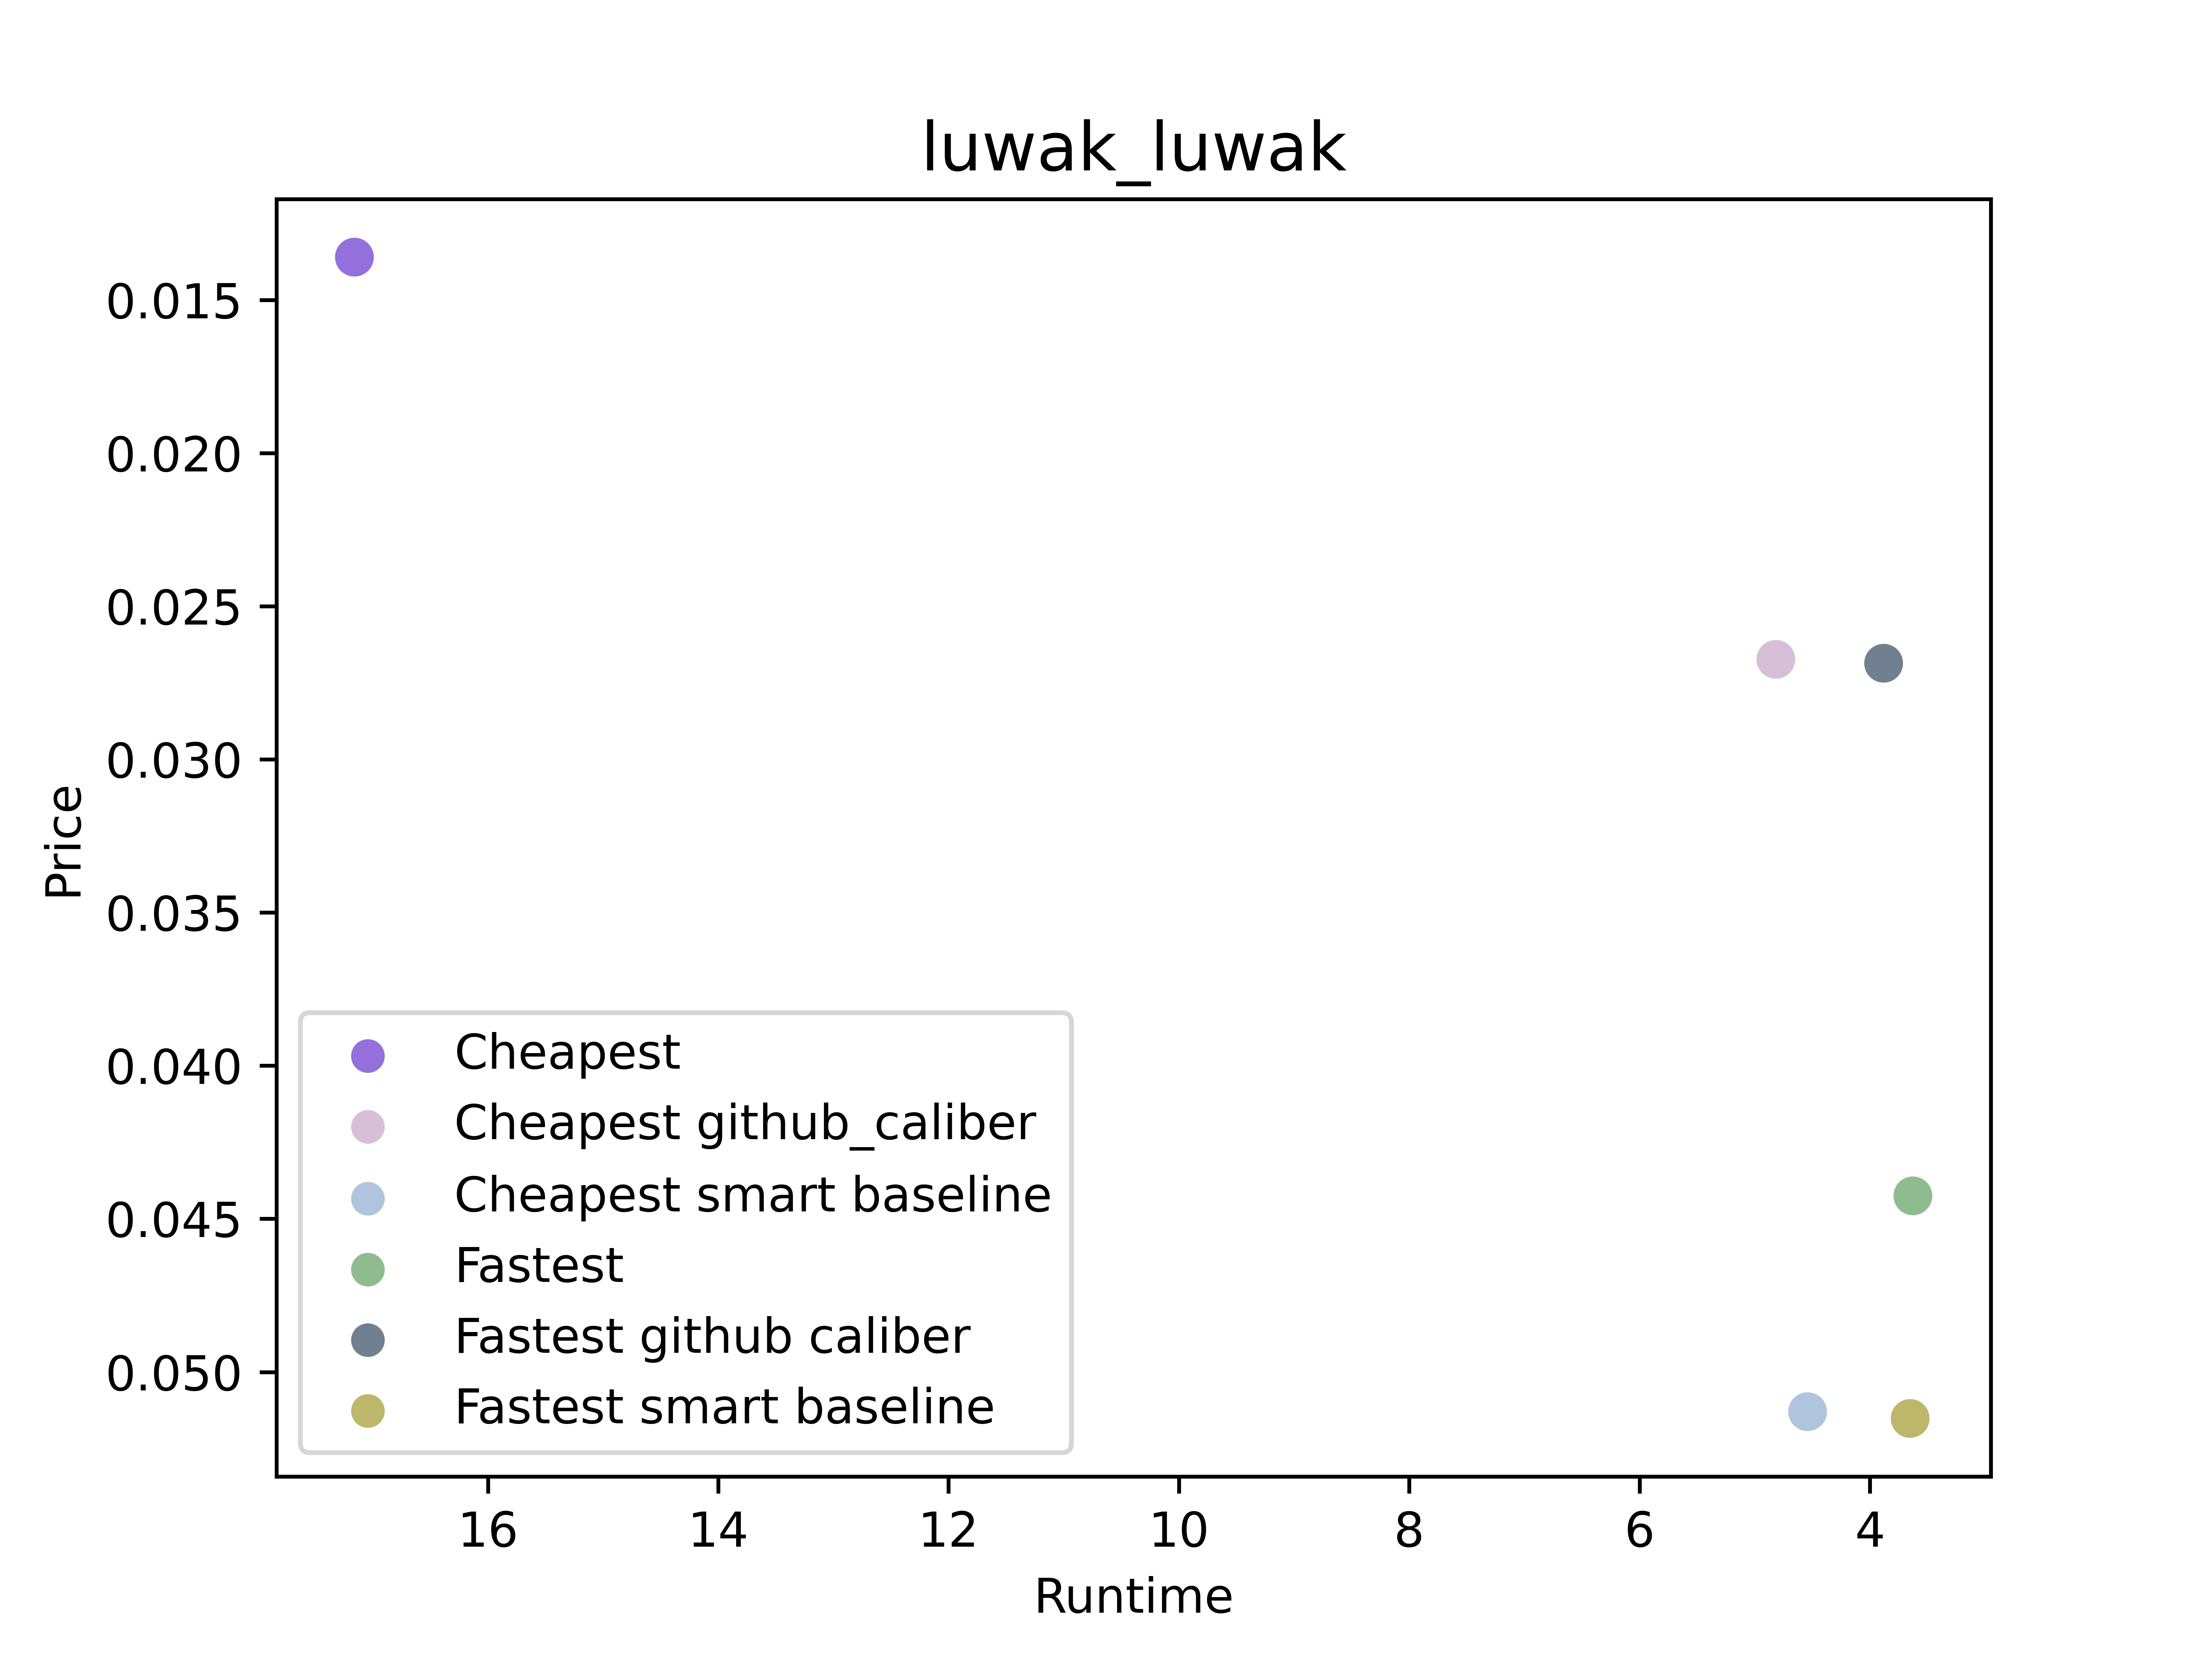 luwak_luwak
0.015
0.020
0.025
0.030
0.035
0.040
0.045
0.050
Price
Cheapest
Cheapest github_caliber
Cheapest smart baseline
Fastest
Fastest github caliber
Fastest smart baseline
16 14 12 10 8 6 4
Runtime